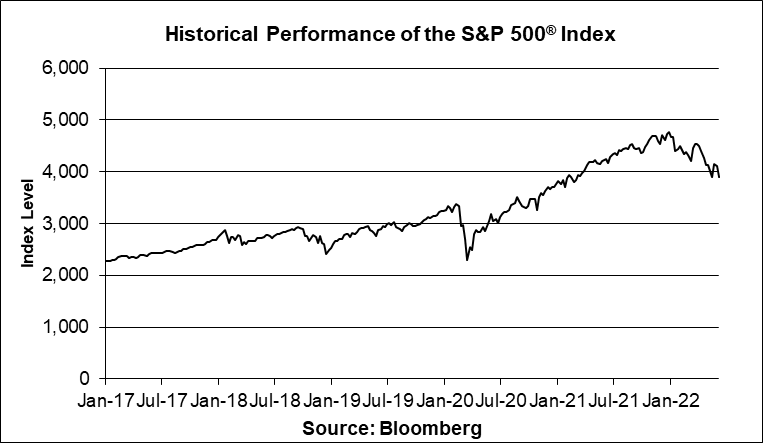 Historical Performance of the S&P 500® Index
6,000
5,000
4,000
3,000
2,000
1,000
0
Index Level
Jan-17 Jul-17 Jan-18 Jul-18 Jan-19 Jul-19 Jan-20 Jul-20 Jan-21 Jul-21 Jan-22
Source: Bloomberg